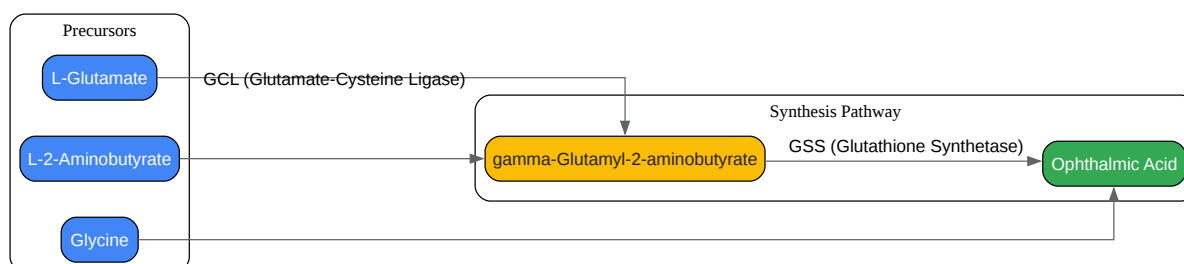 Precursors
L-Glutamate
GCL (Glutamate-Cysteine Ligase)
Synthesis Pathway
L-2-Aminobutyrate
gamma-Glutamyl-2-aminobutyrate
GSS (Glutathione Synthetase)
Ophthalmic Acid
Glycine